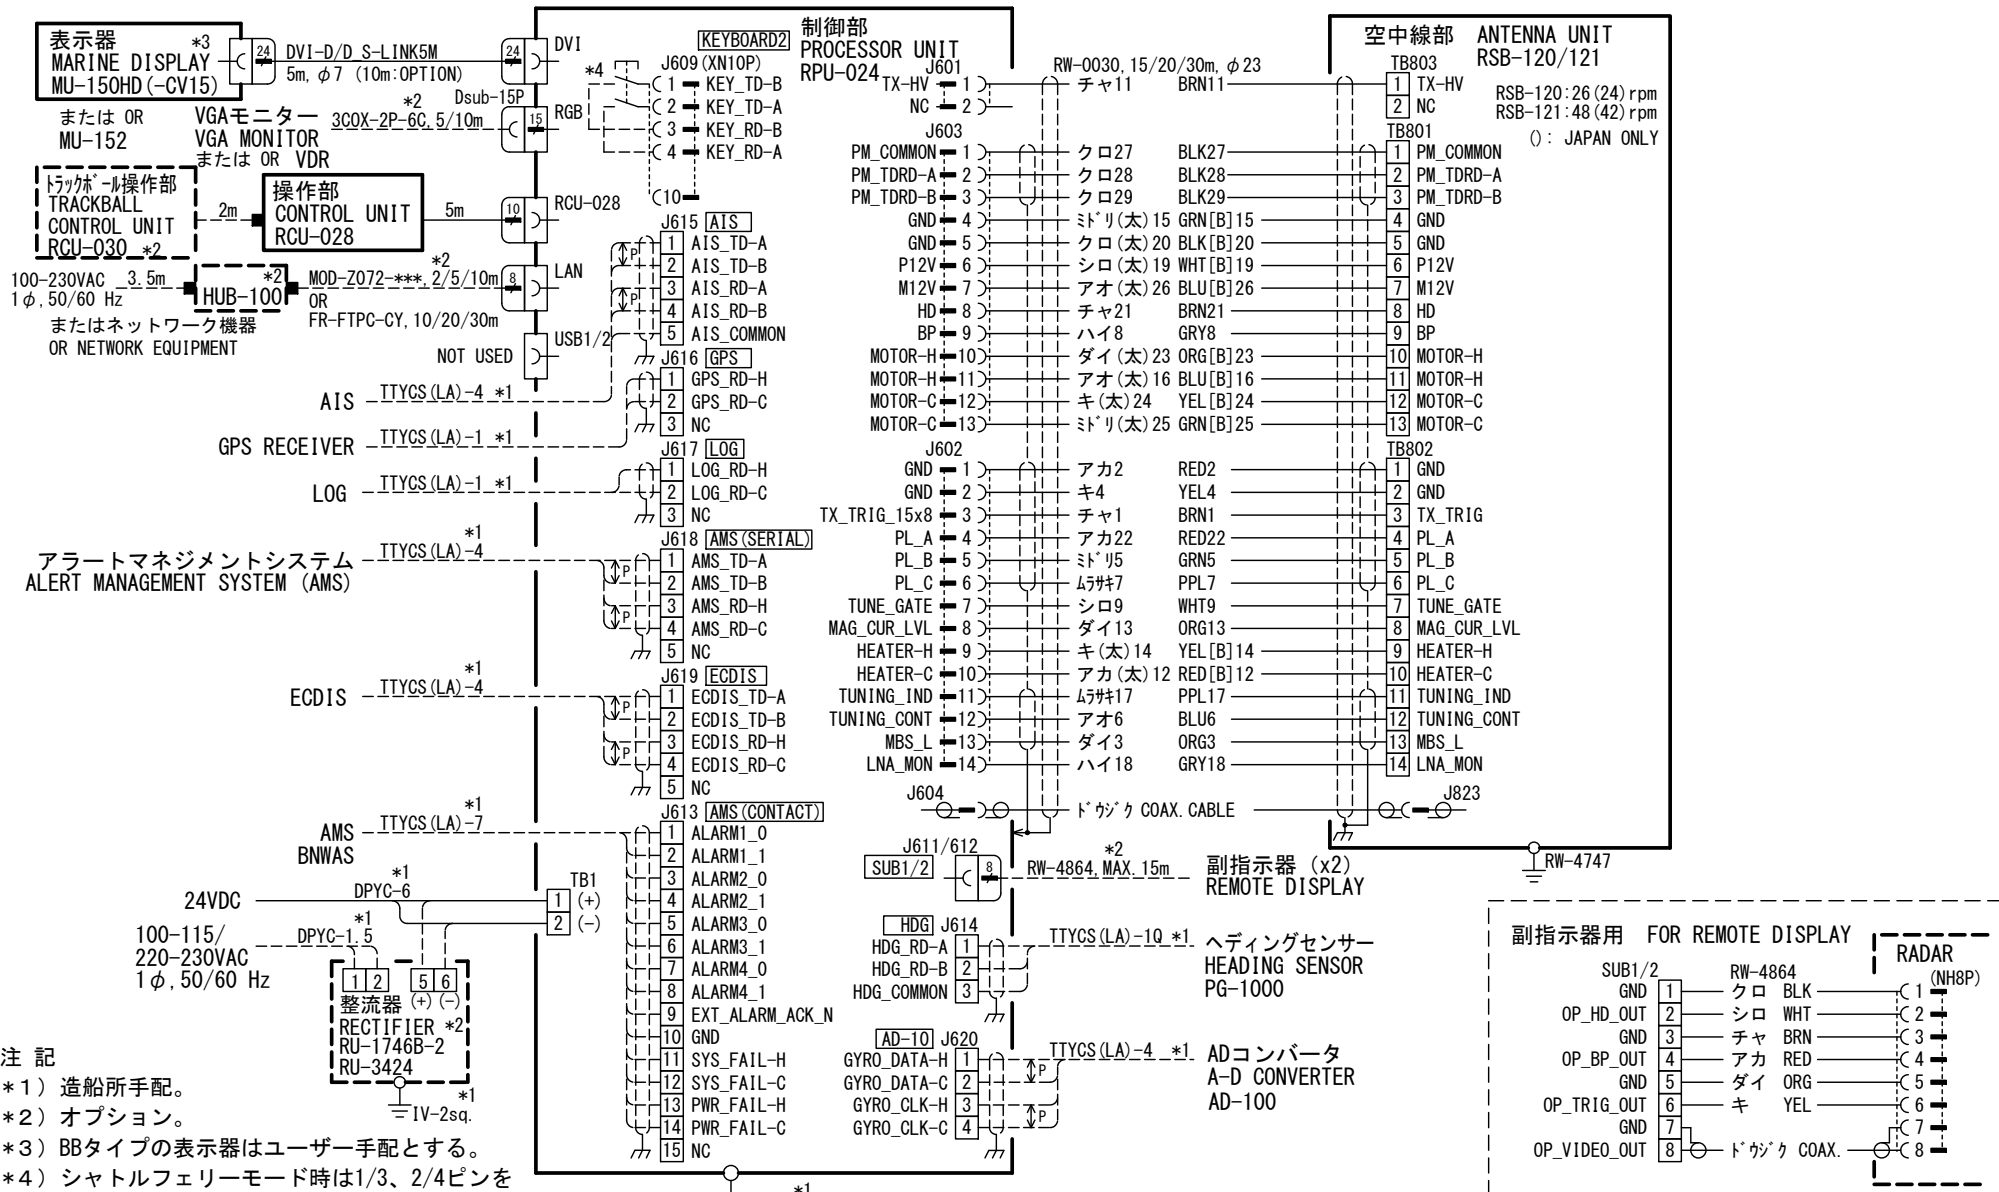 表示器 *3
MARINE DISPLAY
MU-150HD(-CV15)
または OR
MU-152
24 DVI-D/D S-LINK5M 24 DVI
5m, φ7 (10m:OPTION)
VGAモニター
VGA MONITOR
または OR VDR
*2 Dsub-15P
3COX-2P-6C, 5/10m 15 RGB
トラックボール操作部
TRACKBALL
CONTROL UNIT
RCU-030 *2
2m
操作部
CONTROL UNIT
RCU-028
5m 10 RCU-028
100-230VAC 3.5m
1φ, 50/60 Hz
*2
HUB-100
またはネットワーク機器
OR NETWORK EQUIPMENT
*2
MOD-Z072-***, 2/5/10m 8 LAN
OR
FR-FTPC-CY, 10/20/30m
NOT USED USB1/2
AIS TTYCS(LA)-4 *1
GPS RECEIVER TTYCS(LA)-1 *1
LOG TTYCS(LA)-1 *1
アラートマネジメントシステム
ALERT MANAGEMENT SYSTEM (AMS)
*1
TTYCS(LA)-4
ECDIS *1
TTYCS(LA)-4
AMS
BNWAS
*1
TTYCS(LA)-7
24VDC *1
DPYC-6
TB1
1 (+)
2 (-)
100-115/
220-230VAC
1φ, 50/60 Hz
*1
DPYC-1.5
1 2 5 6
(+) (-)
整流器
RECTIFIER *2
RU-1746B-2
RU-3424
*1
IV-2sq.
注 記
*1) 造船所手配。
*2) オプション。
*3) BBタイプの表示器はユーザー手配とする。
*4) シャトルフェリーモード時は1/3、2/4ピンを
制御部
PROCESSOR UNIT
RPU-024
KEYBOARD2
J609(XN10P)
*4
1 KEY_TD-B
2 KEY_TD-A
3 KEY_RD-B
4 KEY_RD-A
10
J615 AIS
P
1 AIS_TD-A
2 AIS_TD-B
P
3 AIS_RD-A
4 AIS_RD-B
5 AIS_COMMON
J616 GPS
1 GPS_RD-H
2 GPS_RD-C
3 NC
J617 LOG
1 LOG_RD-H
2 LOG_RD-C
3 NC
J618 AMS(SERIAL)
P
1 AMS_TD-A
2 AMS_TD-B
P
3 AMS_RD-H
4 AMS_RD-C
5 NC
J619 ECDIS
P
1 ECDIS_TD-A
2 ECDIS_TD-B
P
3 ECDIS_RD-H
4 ECDIS_RD-C
5 NC
J613 AMS(CONTACT)
1 ALARM1_0
2 ALARM1_1
3 ALARM2_0
4 ALARM2_1
5 ALARM3_0
6 ALARM3_1
7 ALARM4_0
8 ALARM4_1
9 EXT_ALARM_ACK_N
10 GND
11 SYS_FAIL-H
12 SYS_FAIL-C
13 PWR_FAIL-H
14 PWR_FAIL-C
15 NC
*1
空中線部 ANTENNA UNIT
RSB-120/121
RSB-120:26(24)rpm
RSB-121:48(42)rpm
(): JAPAN ONLY
RW-0030, 15/20/30m, φ23
J601 TB803
TX-HV 1 チャ11 BRN11 1 TX-HV
NC 2 2 NC
J603 TB801
PM_COMMON 1 クロ27 BLK27 1 PM_COMMON
PM_TDRD-A 2 クロ28 BLK28 2 PM_TDRD-A
PM_TDRD-B 3 クロ29 BLK29 3 PM_TDRD-B
GND 4 ミドリ(太)15 GRN[B]15 4 GND
GND 5 クロ(太)20 BLK[B]20 5 GND
P12V 6 シロ(太)19 WHT[B]19 6 P12V
M12V 7 アオ(太)26 BLU[B]26 7 M12V
HD 8 チャ21 BRN21 8 HD
BP 9 ハイ8 GRY8 9 BP
MOTOR-H 10 ダイ(太)23 ORG[B]23 10 MOTOR-H
MOTOR-H 11 アオ(太)16 BLU[B]16 11 MOTOR-H
MOTOR-C 12 キ(太)24 YEL[B]24 12 MOTOR-C
MOTOR-C 13 ミドリ(太)25 GRN[B]25 13 MOTOR-C
J602 TB802
GND 1 アカ2 RED2 1 GND
GND 2 キ4 YEL4 2 GND
TX_TRIG_15x8 3 チャ1 BRN1 3 TX_TRIG
PL_A 4 アカ22 RED22 4 PL_A
PL_B 5 ミドリ5 GRN5 5 PL_B
PL_C 6 ムラサキ7 PPL7 6 PL_C
TUNE_GATE 7 シロ9 WHT9 7 TUNE_GATE
MAG_CUR_LVL 8 ダイ13 ORG13 8 MAG_CUR_LVL
HEATER-H 9 キ(太)14 YEL[B]14 9 HEATER-H
HEATER-C 10 アカ(太)12 RED[B]12 10 HEATER-C
TUNING_IND 11 ムラサキ17 PPL17 11 TUNING_IND
TUNING_CONT 12 アオ6 BLU6 12 TUNING_CONT
MBS_L 13 ダイ3 ORG3 13 MBS_L
LNA_MON 14 ハイ18 GRY18 14 LNA_MON
J604 ドウジク COAX. CABLE J823
RW-4747
J611/612
SUB1/2 8 *2
RW-4864, MAX. 15m
副指示器 (x2)
REMOTE DISPLAY
HDG J614
HDG_RD-A 1
HDG_RD-B 2
HDG_COMMON 3
TTYCS(LA)-1Q *1
ヘディングセンサー
HEADING SENSOR
PG-1000
AD-10 J620
GYRO_DATA-H 1
GYRO_DATA-C 2
P
GYRO_CLK-H 3
GYRO_CLK-C 4
P
TTYCS(LA)-4 *1
ADコンバータ
A-D CONVERTER
AD-100
副指示器用 FOR REMOTE DISPLAY
RADAR
(NH8P)
SUB1/2 RW-4864
GND 1 クロ BLK 1
OP_HD_OUT 2 シロ WHT 2
GND 3 チャ BRN 3
OP_BP_OUT 4 アカ RED 4
GND 5 ダイ ORG 5
OP_TRIG_OUT 6 キ YEL 6
GND 7 7
OP_VIDEO_OUT 8 ドウジク COAX. 8